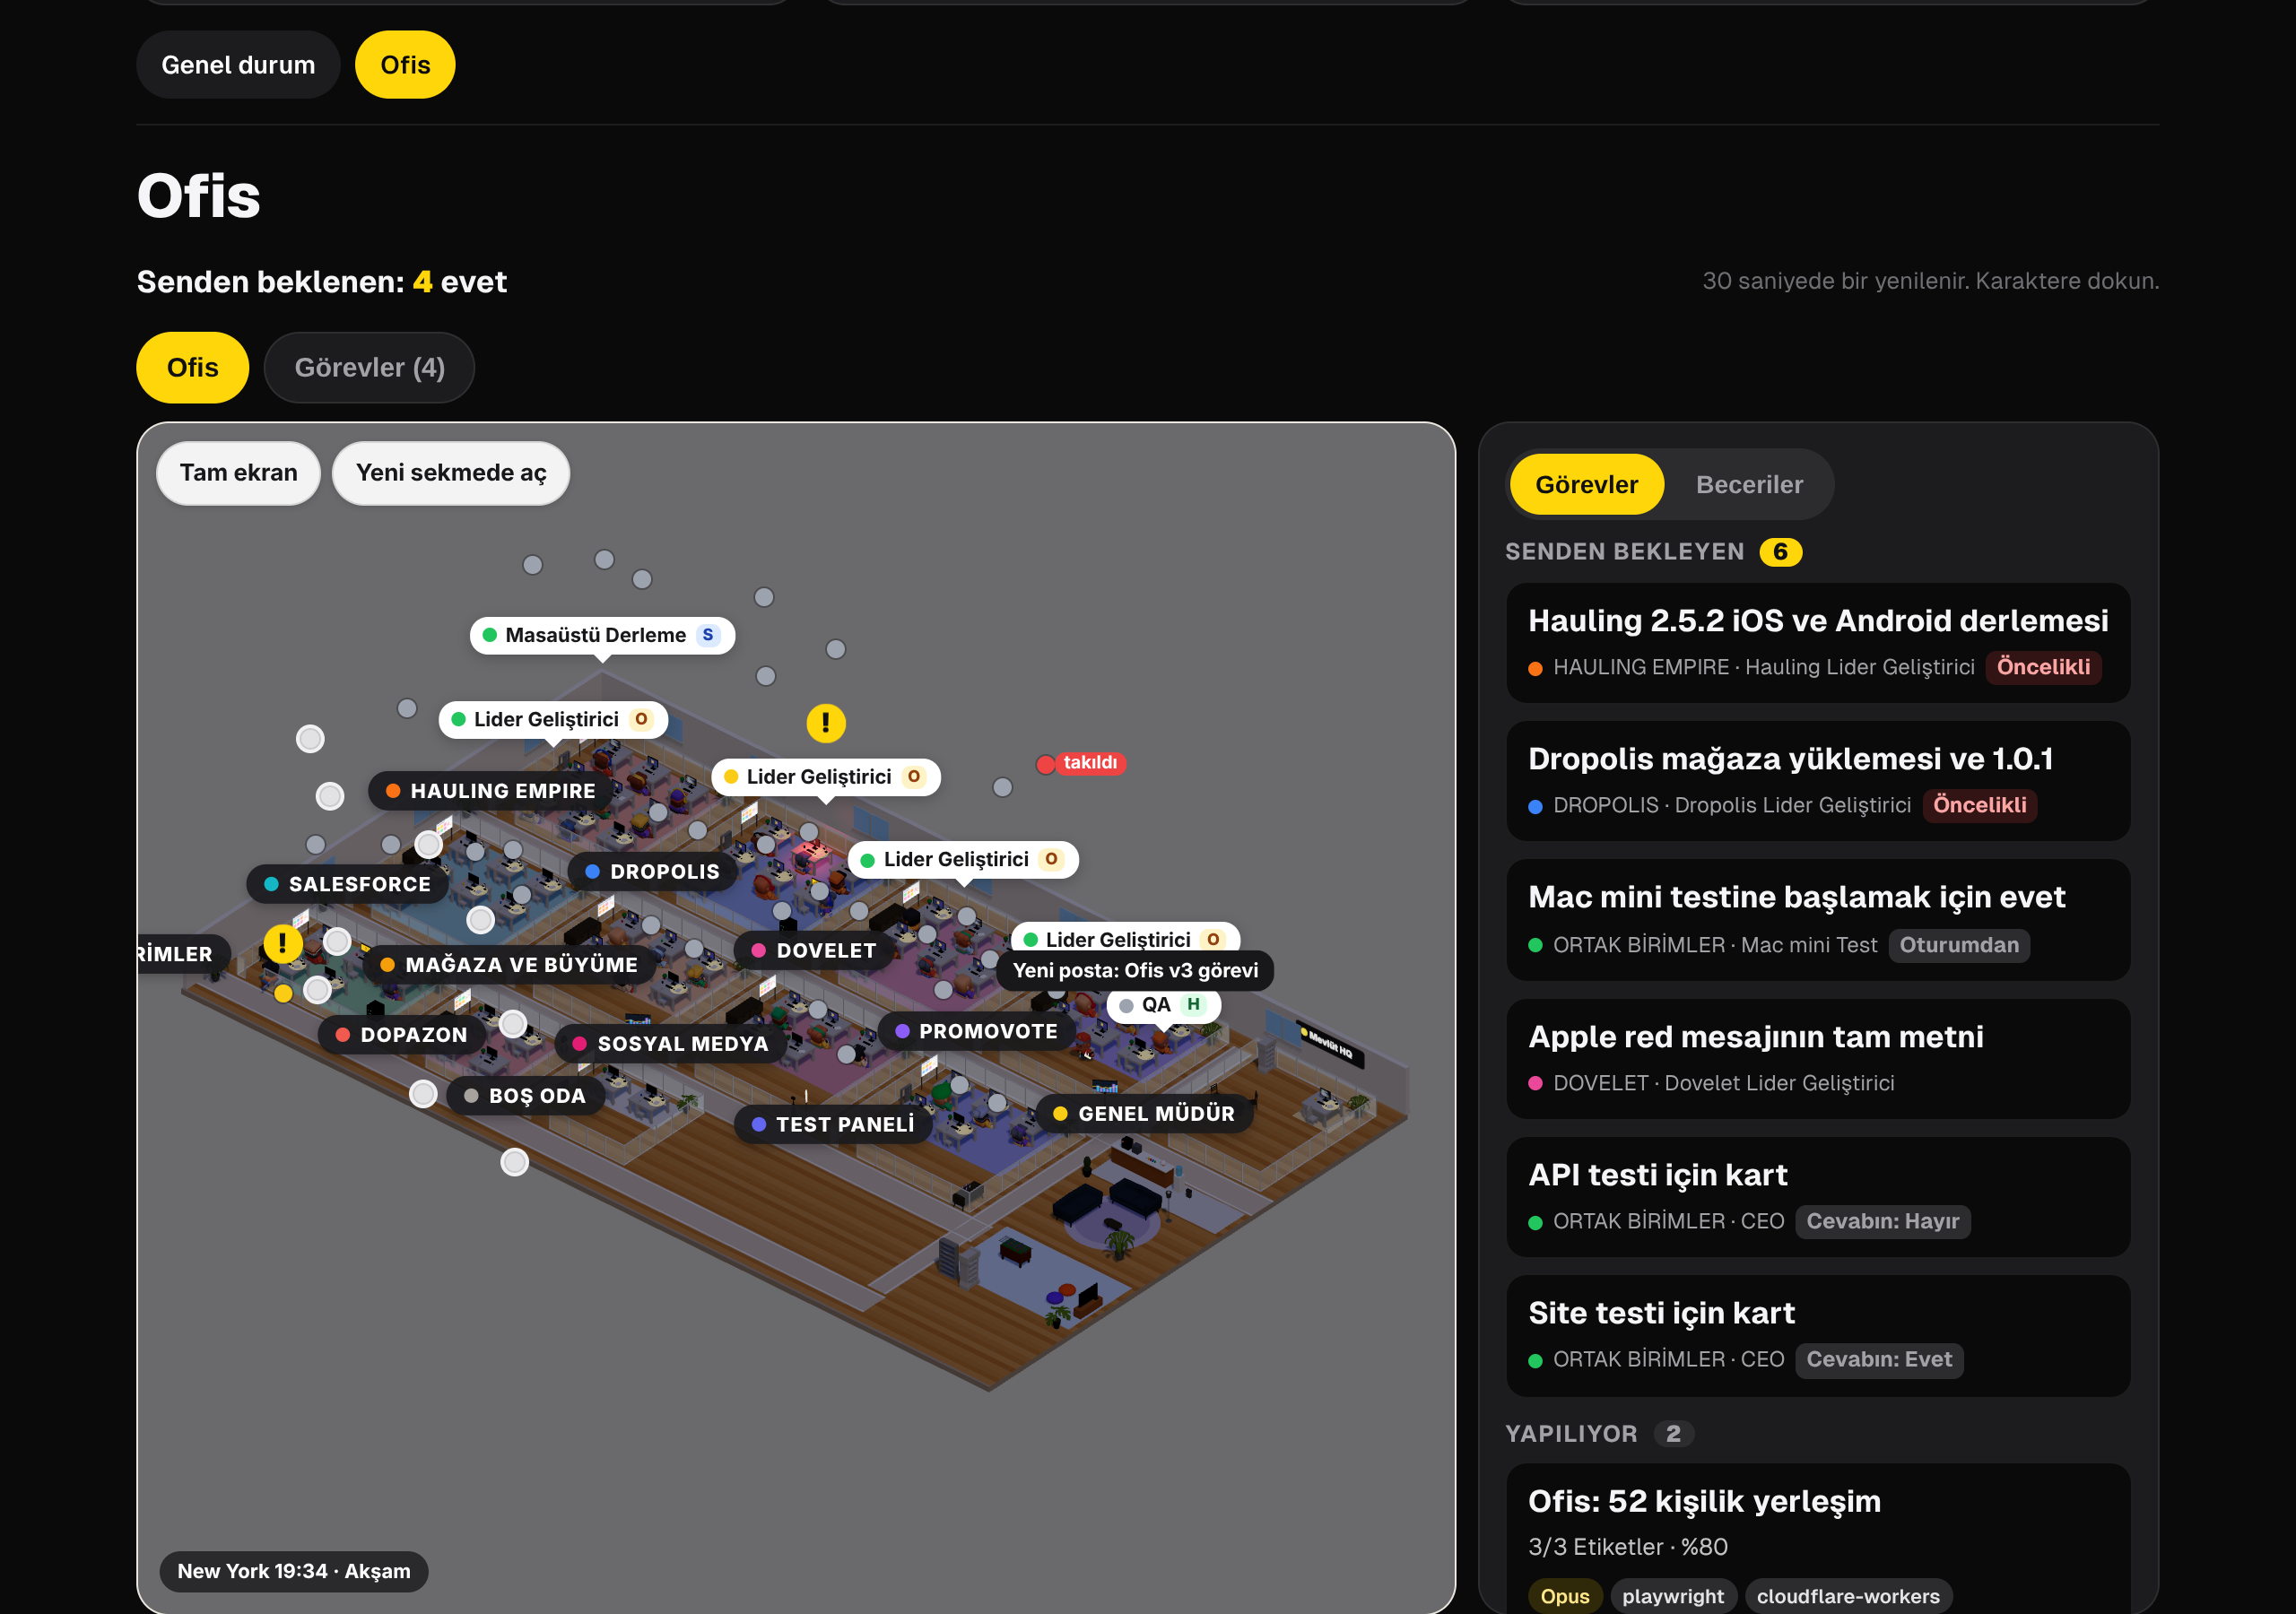 Genel durum
Ofis
Ofis
Senden beklenen: 4 evet
30 saniyede bir yenilenir. Karaktere dokun.
Ofis
Görevler (4)
Tam ekran
Yeni sekmede aç
Masaüstü Derleme S
Lider Geliştirici O
!
Lider Geliştirici O
takıldı
HAULING EMPIRE
Lider Geliştirici O
DROPOLIS
SALESFORCE
Lider Geliştirici O
!
RİMLER
MAĞAZA VE BÜYÜME
DOVELET
Yeni posta: Ofis v3 görevi
QA H
DOPAZON
SOSYAL MEDYA
PROMOVOTE
Mevlüt HQ
BOŞ ODA
TEST PANELİ
GENEL MÜDÜR
New York 19:34 · Akşam
Görevler
Beceriler
SENDEN BEKLEYEN 6
Hauling 2.5.2 iOS ve Android derlemesi
HAULING EMPIRE · Hauling Lider Geliştirici Öncelikli
Dropolis mağaza yüklemesi ve 1.0.1
DROPOLIS · Dropolis Lider Geliştirici Öncelikli
Mac mini testine başlamak için evet
ORTAK BİRİMLER · Mac mini Test Oturumdan
Apple red mesajının tam metni
DOVELET · Dovelet Lider Geliştirici
API testi için kart
ORTAK BİRİMLER · CEO Cevabın: Hayır
Site testi için kart
ORTAK BİRİMLER · CEO Cevabın: Evet
YAPILIYOR 2
Ofis: 52 kişilik yerleşim
3/3 Etiketler · %80
Opus playwright cloudflare-workers